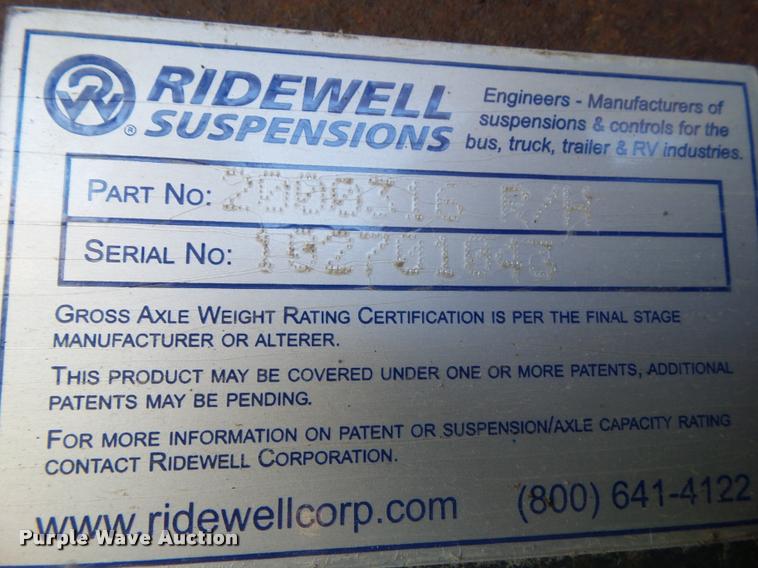 RIDEWELL
SUSPENSIONS
®
Engineers - Manufacturers of
suspensions & controls for the
bus, truck, trailer & RV industries.
PART NO: 2000316 R/H
SERIAL NO: 102701043
GROSS AXLE WEIGHT RATING CERTIFICATION IS PER THE FINAL STAGE
MANUFACTURER OR ALTERER.
THIS PRODUCT MAY BE COVERED UNDER ONE OR MORE PATENTS, ADDITIONAL
PATENTS MAY BE PENDING.
FOR MORE INFORMATION ON PATENT OR SUSPENSION/AXLE CAPACITY RATING
CONTACT RIDEWELL CORPORATION.
www.ridewellcorp.com (800) 641-4122
Purple Wave Auction